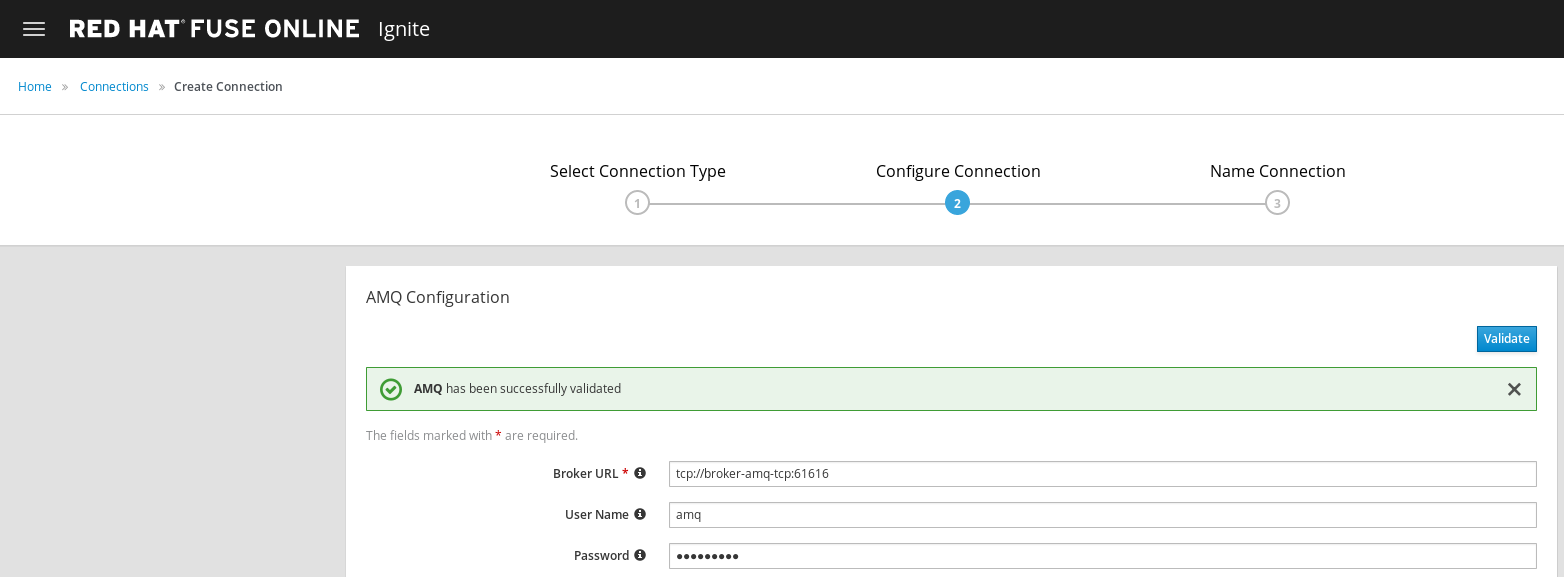 RED HAT® FUSE ONLINE Ignite
Home » Connections » Create Connection
Select Connection Type Configure Connection Name Connection
1 2 3
AMQ Configuration
Validate
AMQ has been successfully validated
The fields marked with * are required.
Broker URL * tcp://broker-amq-tcp:61616
User Name amq
Password •••••••••